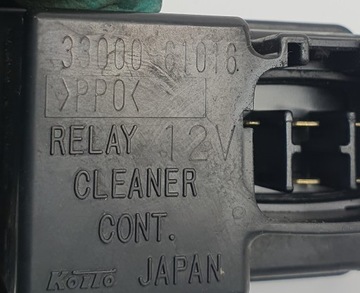 33000-61016
>PPO<
RELAY 12V
CLEANER
CONT.
Koito JAPAN